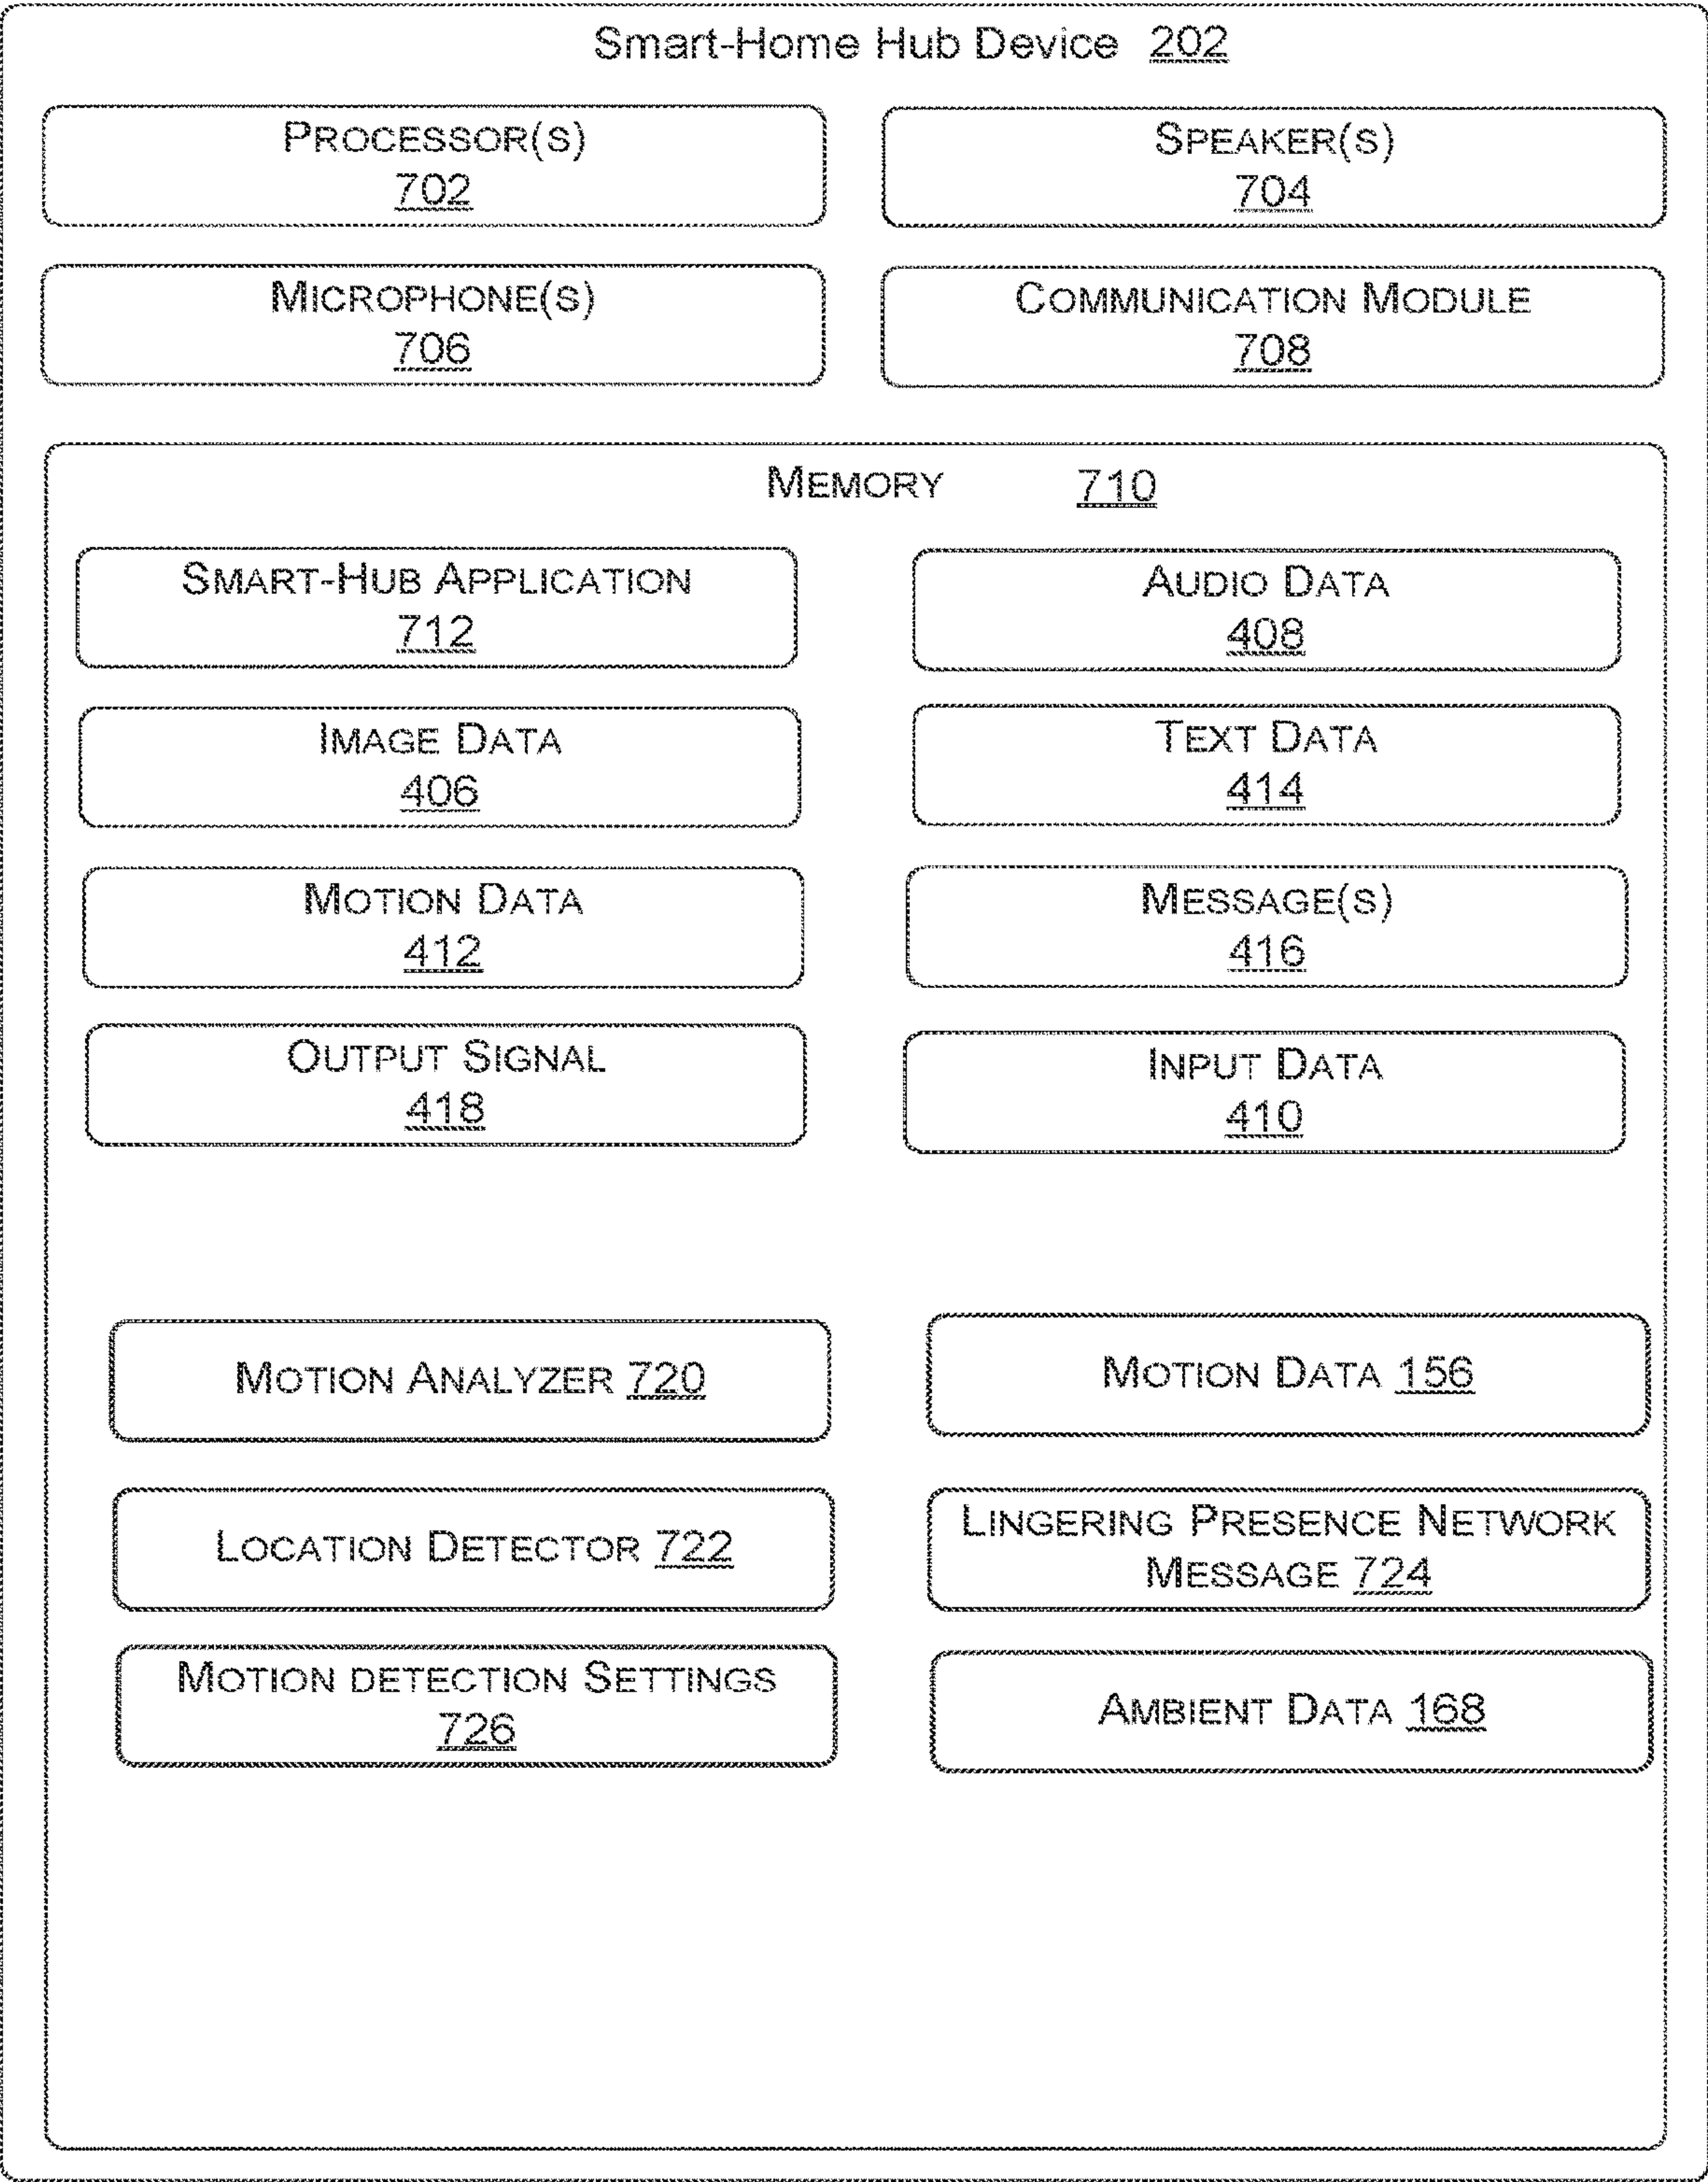 Smart-Home Hub Device 202
PROCESSOR(S)
702
SPEAKER(S)
704
MICROPHONE(S)
706
COMMUNICATION MODULE
708
MEMORY 710
SMART-HUB APPLICATION
712
AUDIO DATA
408
IMAGE DATA
406
TEXT DATA
414
MOTION DATA
412
MESSAGE(S)
416
OUTPUT SIGNAL
418
INPUT DATA
410
MOTION ANALYZER 720
MOTION DATA 156
LOCATION DETECTOR 722
LINGERING PRESENCE NETWORK
MESSAGE 724
MOTION DETECTION SETTINGS
726
AMBIENT DATA 168